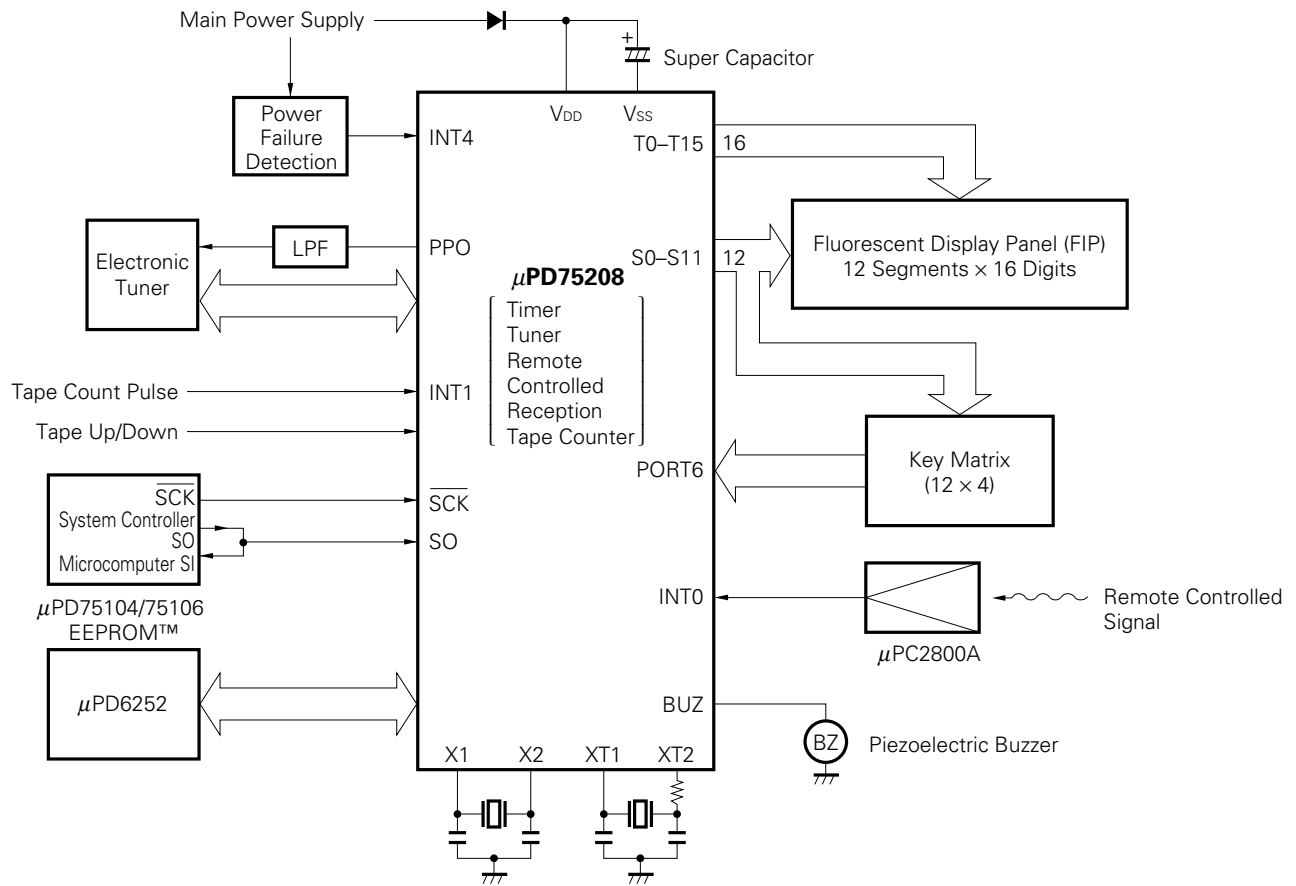 Main Power Supply
+
Super Capacitor
Power
Failure
Detection
INT4
VDD
VSS
T0–T15
16
Electronic
Tuner
LPF
PPO
S0–S11
12
Fluorescent Display Panel (FIP)
12 Segments × 16 Digits
μPD75208
Timer
Tuner
Remote
Controlled
Reception
Tape Counter
Tape Count Pulse
INT1
Tape Up/Down
PORT6
Key Matrix
(12 × 4)
S̅C̅K̅
System Controller
SO
Microcomputer SI
S̅C̅K̅
SO
μPD75104/75106
EEPROM™
μPD6252
INT0
μPC2800A
Remote Controlled
Signal
BUZ
BZ
Piezoelectric Buzzer
X1
X2
XT1
XT2